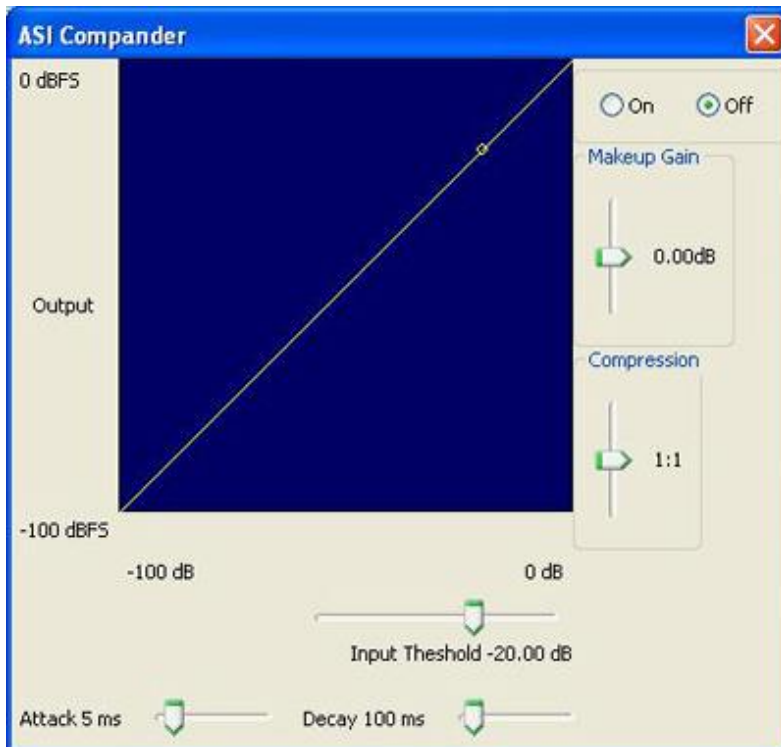 ASI Compander
0 dBFS
On Off
Makeup Gain
0.00dB
Output
Compression
1:1
-100 dBFS
-100 dB 0 dB
Input Theshold -20.00 dB
Attack 5 ms Decay 100 ms